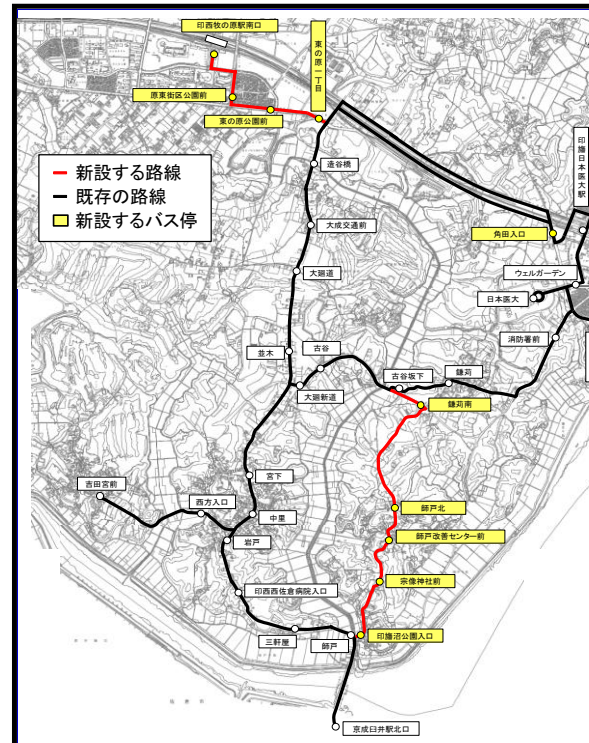 印西牧の原駅南口
東の原一丁目
原東街区公園前
東の原公園前
新設する路線
既存の路線
新設するバス停
造谷橋
印旛日本医大駅
大成交通前
角田入口
大廻道
ウェルガーデン
日本医大
並木
古谷
消防署前
古谷坂下
鎌苅
大廻新道
鎌苅南
宮下
吉田宮前
西方入口
中里
師戸北
岩戸
師戸改善センター前
宗像神社前
印西西佐倉病院入口
三軒屋
師戸
印旛沼公園入口
京成臼井駅北口